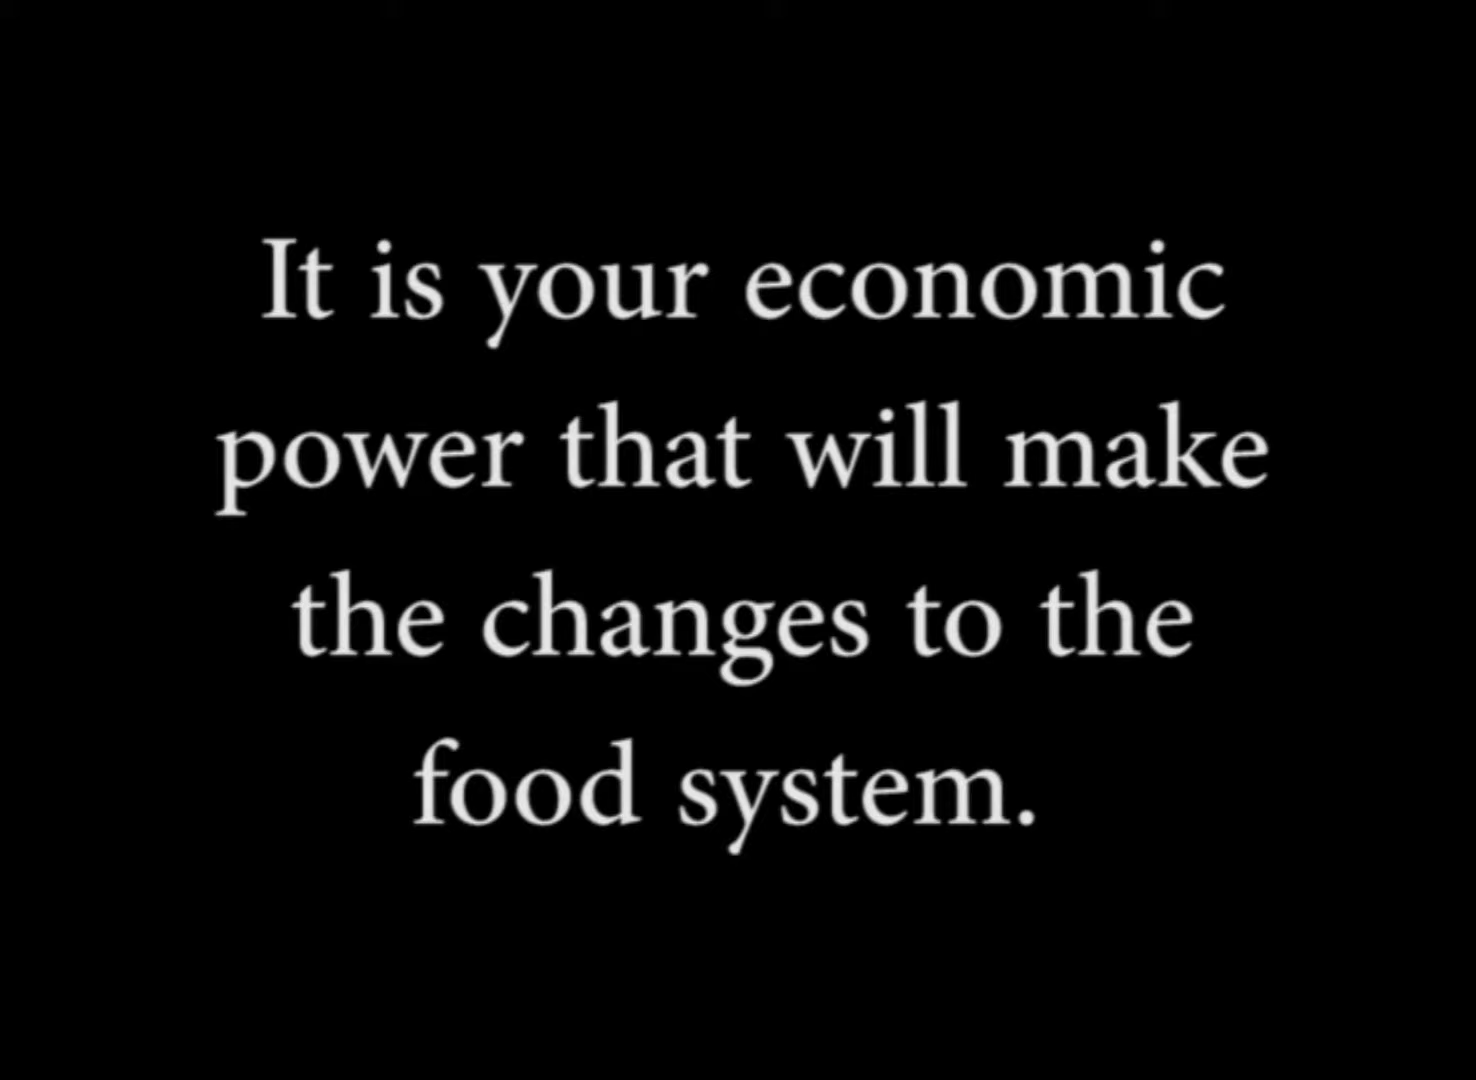 It is your economic
power that will make
the changes to the
food system.